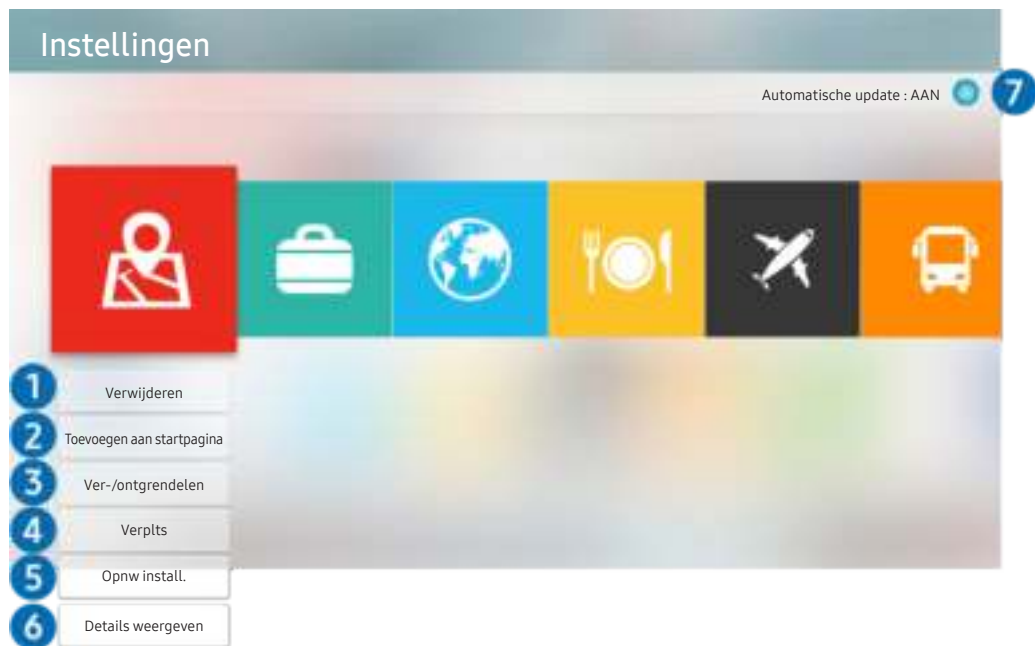 Instellingen
Automatische update : AAN
7
1
Verwijderen
2
Toevoegen aan startpagina
3
Ver-/ontgrendelen
4
Verplts
5
Opnw install.
6
Details weergeven